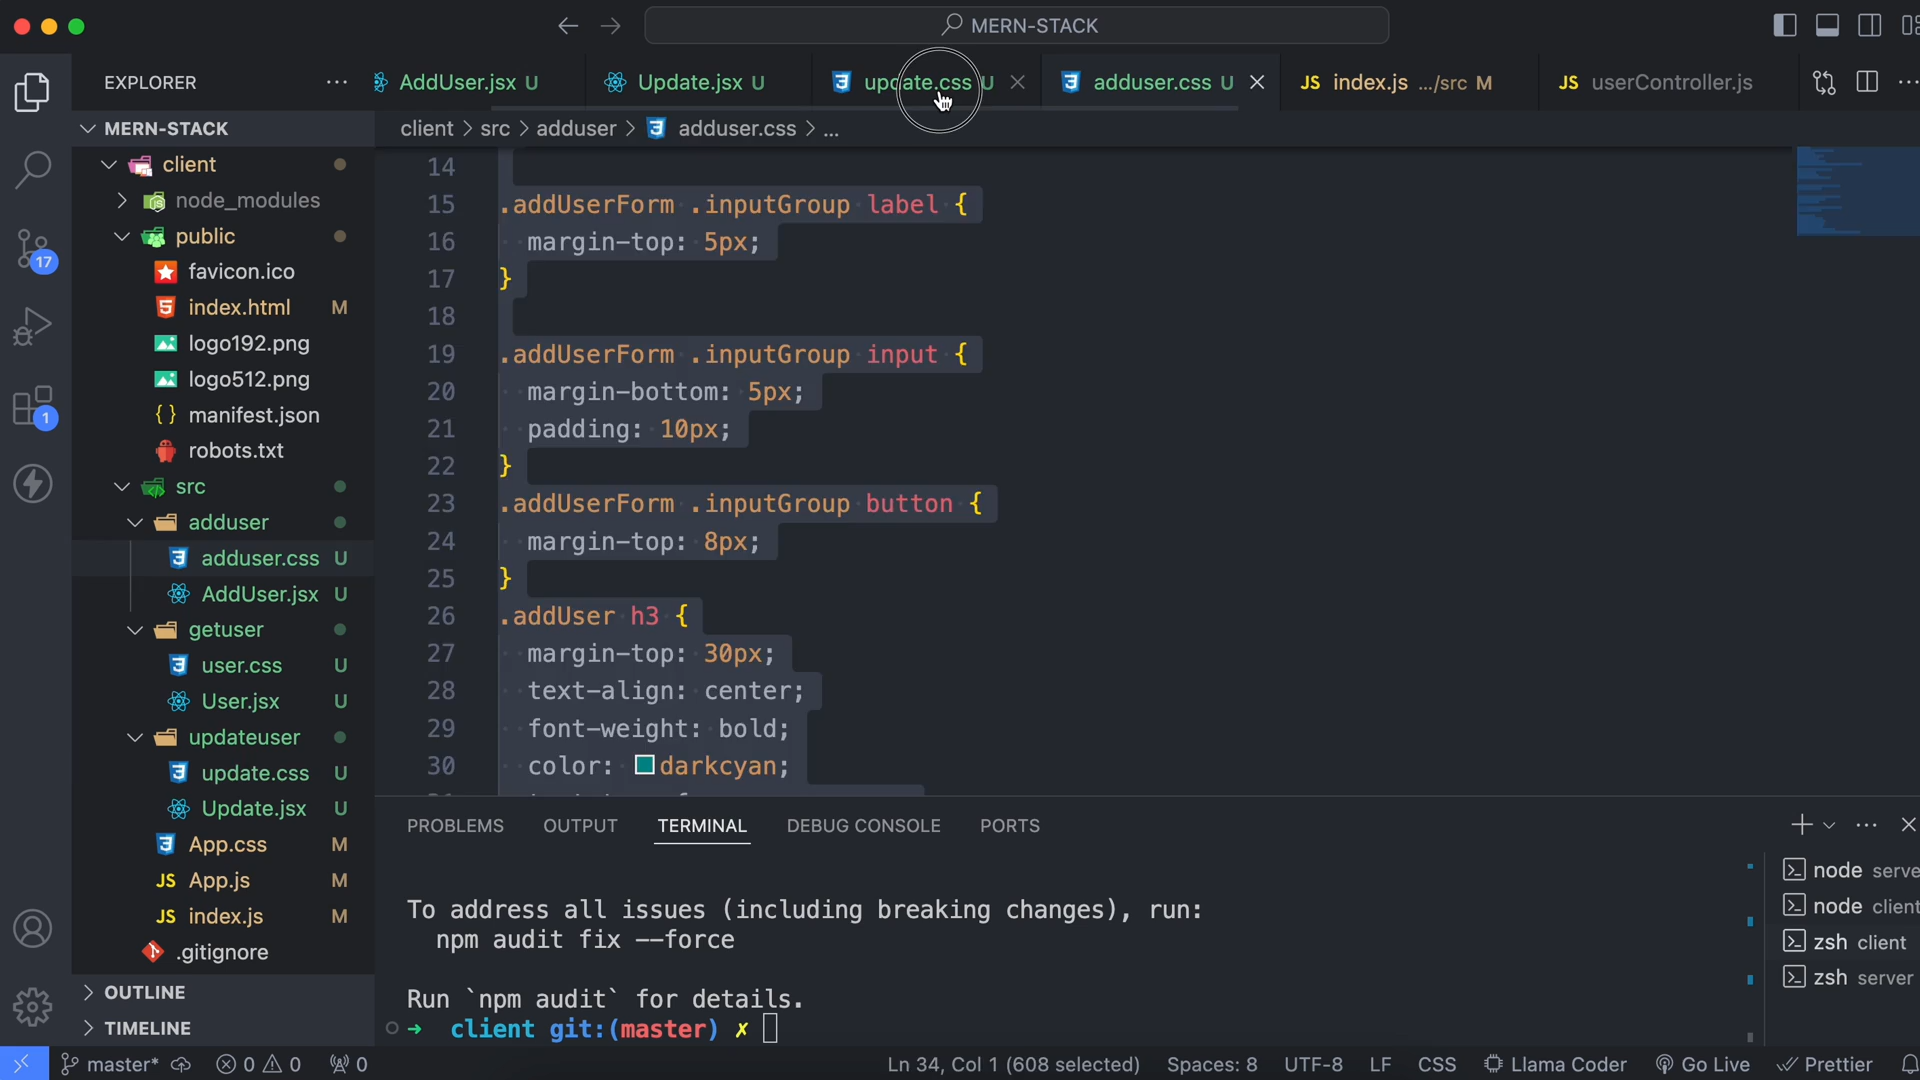 MERN-STACK
EXPLORER
AddUser.jsx U
Update.jsx U
update.css U
adduser.css U
JS index.js .../src M
JS userController.js
MERN-STACK
client > src > adduser > adduser.css > ...
client
node_modules
public
favicon.ico
index.html M
logo192.png
logo512.png
{ } manifest.json
robots.txt
src
adduser
adduser.css U
AddUser.jsx U
getuser
user.css U
User.jsx U
updateuser
update.css U
Update.jsx U
App.css M
JS App.js M
JS index.js M
.gitignore
OUTLINE
TIMELINE
17
1
14
15 .addUserForm .inputGroup label {
16 margin-top: 5px;
17 }
18
19 .addUserForm .inputGroup input {
20 margin-bottom: 5px;
21 padding: 10px;
22 }
23 .addUserForm .inputGroup button {
24 margin-top: 8px;
25 }
26 .addUser h3 {
27 margin-top: 30px;
28 text-align: center;
29 font-weight: bold;
30 color: darkcyan;
PROBLEMS OUTPUT TERMINAL DEBUG CONSOLE PORTS
To address all issues (including breaking changes), run:
npm audit fix --force
Run `npm audit` for details.
➜ client git:(master) ✗
node serve
node client
zsh client
zsh server
master* 0 0 0
Ln 34, Col 1 (608 selected) Spaces: 8 UTF-8 LF CSS Llama Coder Go Live Prettier